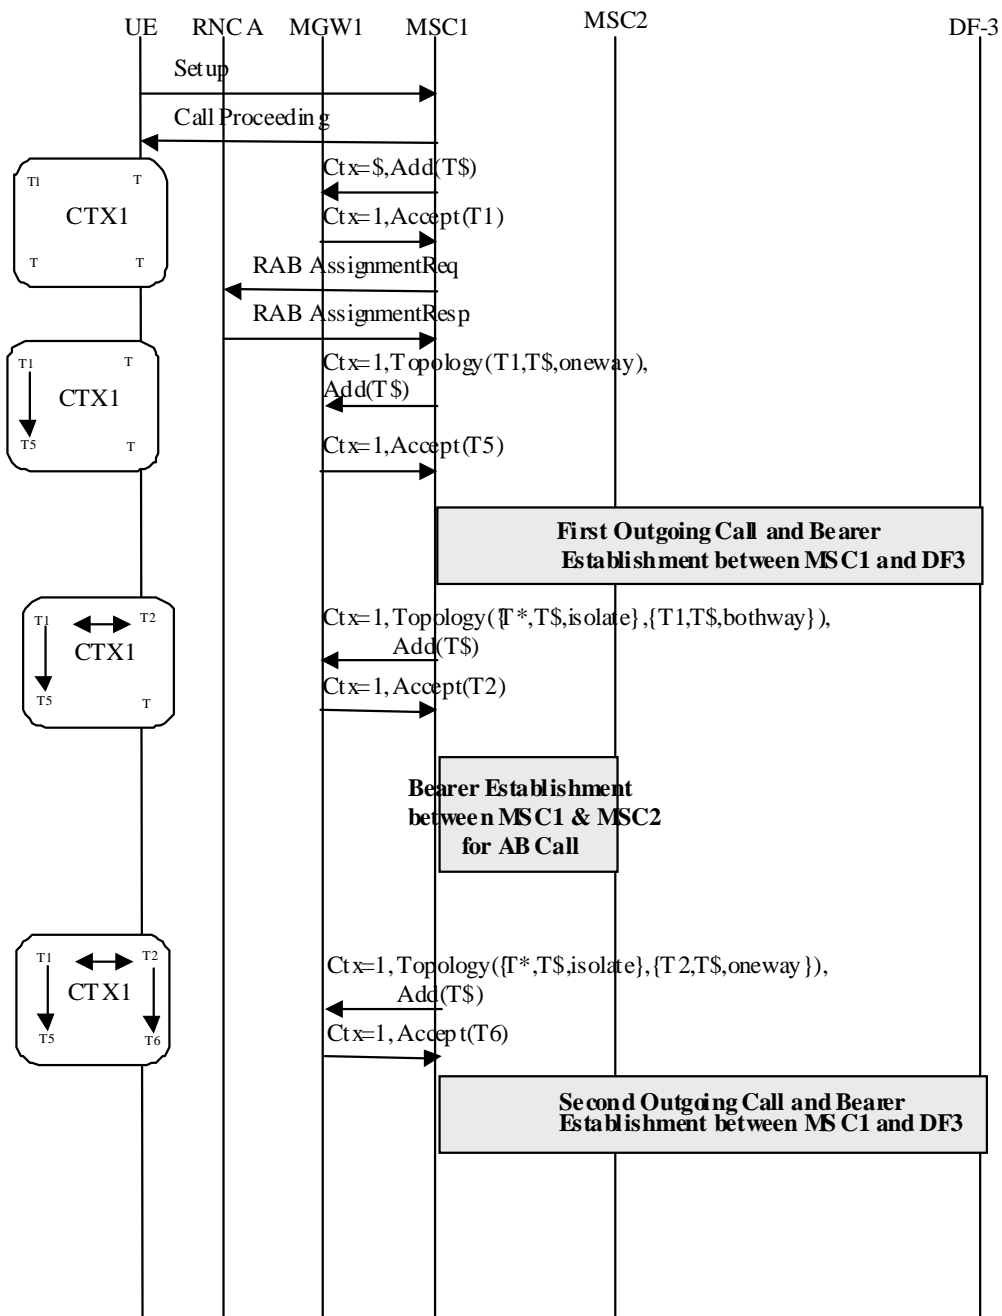 UE RNC A MGW1 MSC1 MSC2 DF-3
Setup
Call Proceeding
Ctx=$,Add(T$)
T1 T
CTX1
T T
Ctx=1,Accept(T1)
RAB AssignmentReq
RAB AssignmentResp
Ctx=1,Topology(T1,T$,oneway),
Add(T$)
T1 T
CTX1
T5 T
Ctx=1,Accept(T5)
First Outgoing Call and Bearer
Establishment between MSC1 and DF3
Ctx=1,Topology({T*,T$,isolate},{T1,T$,bothway}),
Add(T$)
T1 T2
CTX1
T5 T
Ctx=1,Accept(T2)
Bearer Establishment
between MSC1 & MSC2
for AB Call
Ctx=1,Topology({T*,T$,isolate},{T2,T$,oneway}),
Add(T$)
T1 T2
CTX1
T5 T6
Ctx=1,Accept(T6)
Second Outgoing Call and Bearer
Establishment between MSC1 and DF3